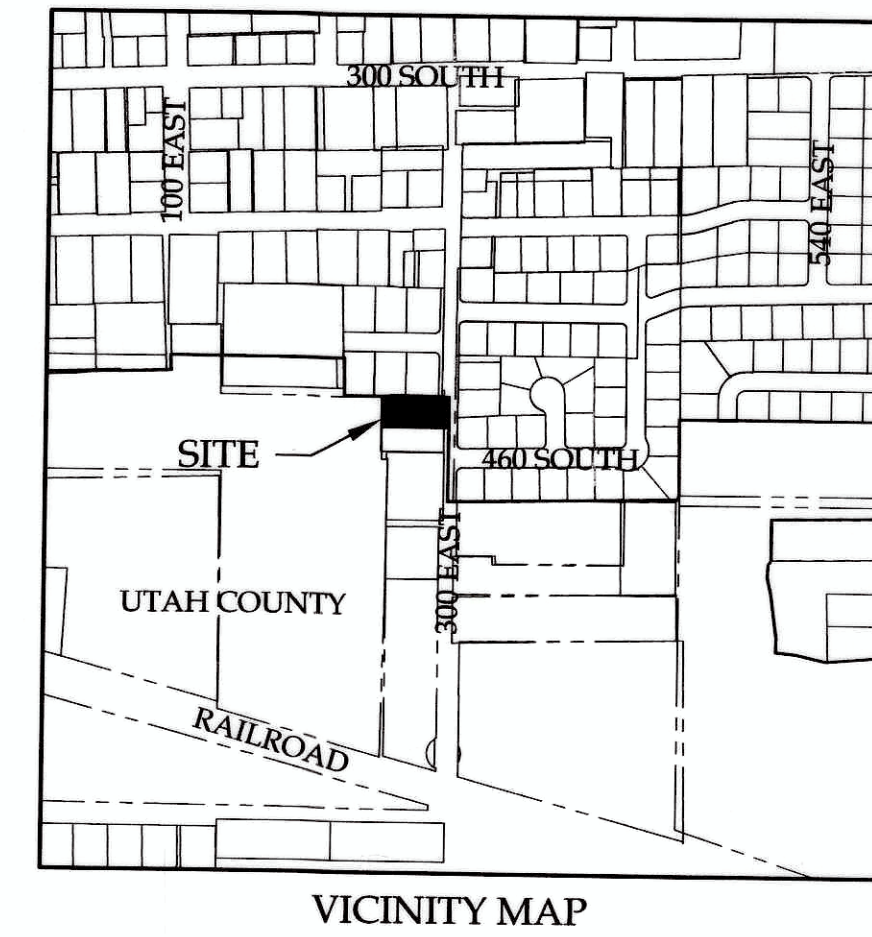 300 SOUTH
100 EAST
540 EAST
SITE
460 SOUTH
300 EAST
UTAH COUNTY
RAILROAD
VICINITY MAP